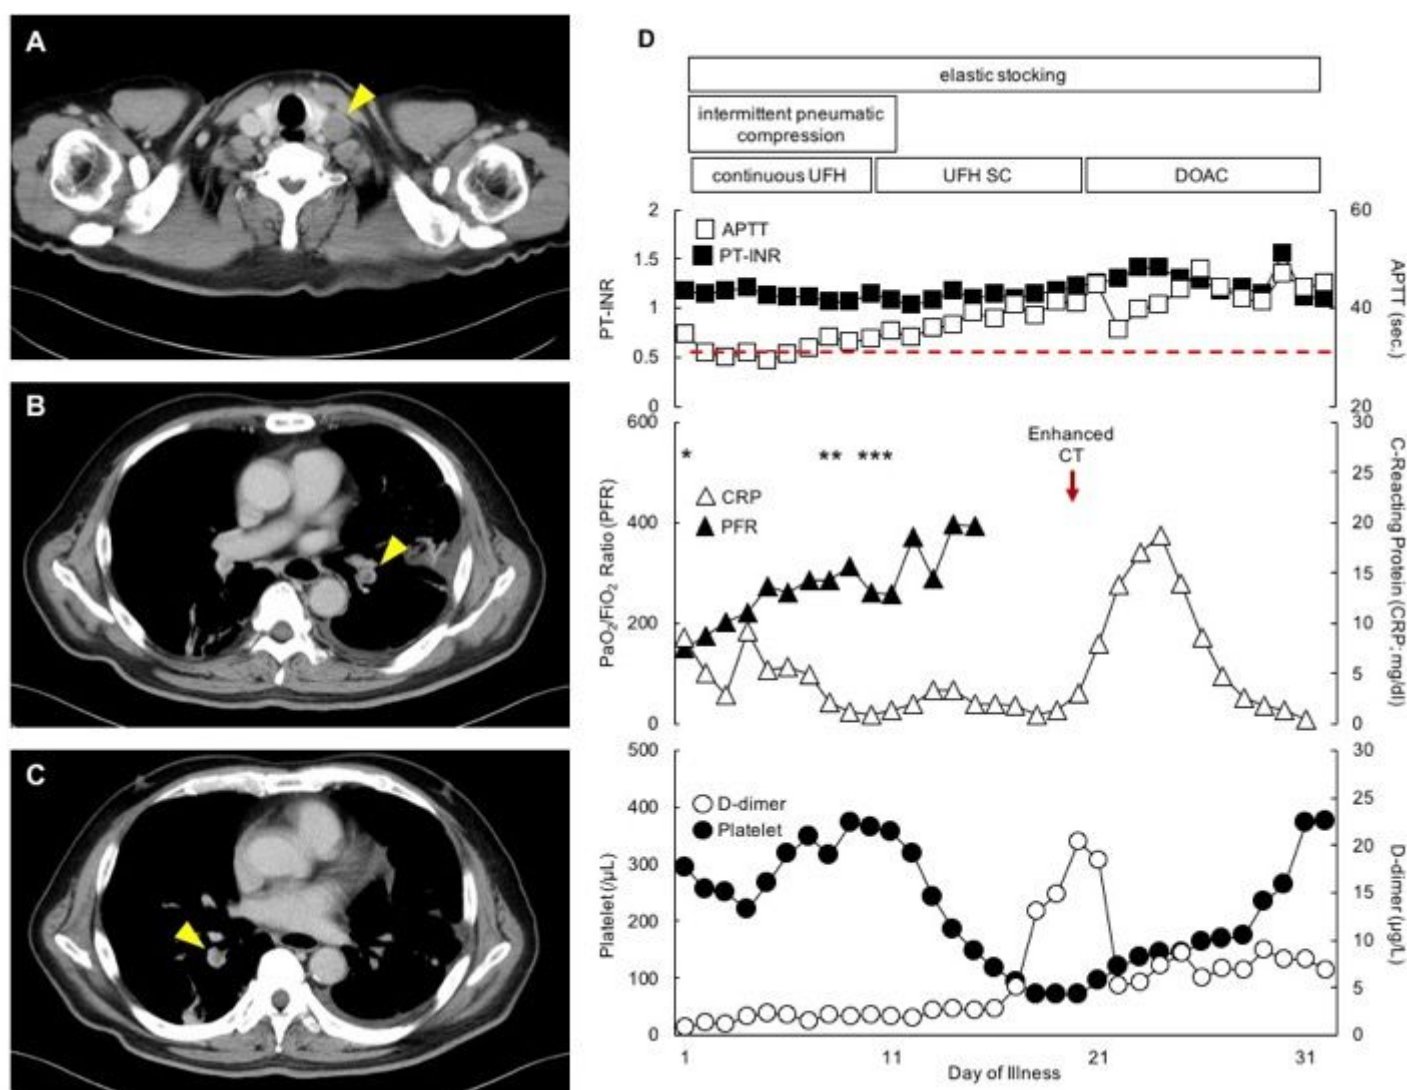 A
B
C
D
elastic stocking
intermittent pneumatic
compression
continuous UFH
UFH SC
DOAC
2
1.5
1
0.5
0
PT-INR
APTT
PT-INR
60
40
20
APTT (sec.)
600
400
200
0
PaO₂/FiO₂ Ratio (PFR)
*
**
***
Enhanced
CT
CRP
PFR
30
25
20
15
10
5
0
C-Reacting Protein (CRP; mg/dl)
500
400
300
200
100
0
Platelet (/μL)
D-dimer
Platelet
30
25
20
15
10
5
0
D-dimer (μg/L)
1
11
21
31
Day of Illness